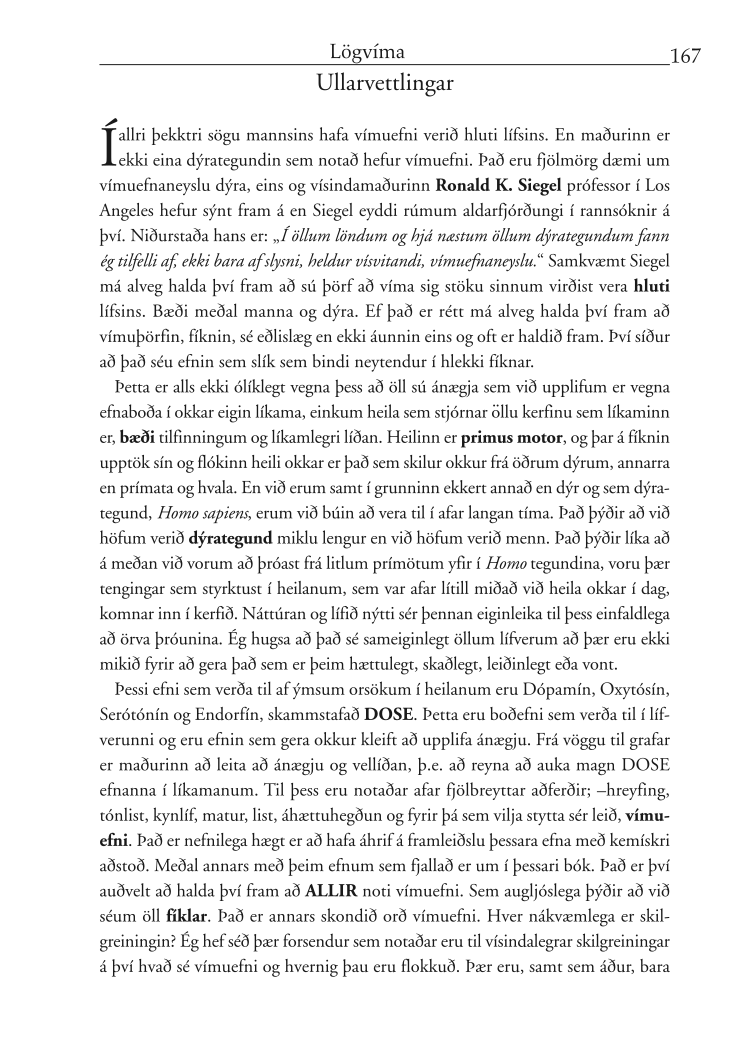 Lögvíma
167
Ullarvettlingar
Í allri þekktri sögu mannsins hafa vímuefni verið hluti lífsins. En maðurinn er
ekki eina dýrategundin sem notað hefur vímuefni. Það eru fjölmörg dæmi um
vímuefnaneyslu dýra, eins og vísindamaðurinn Ronald K. Siegel prófessor í Los
Angeles hefur sýnt fram á en Siegel eyddi rúmum aldarfjórðungi í rannsóknir á
því. Niðurstaða hans er: „Í öllum löndum og hjá næstum öllum dýrategundum fann
ég tilfelli af, ekki bara af slysni, heldur vísvitandi, vímuefnaneyslu.“ Samkvæmt Siegel
má alveg halda því fram að sú þörf að víma sig stöku sinnum virðist vera hluti
lífsins. Bæði meðal manna og dýra. Ef það er rétt má alveg halda því fram að
vímuþörfin, fíknin, sé eðlislæg en ekki áunnin eins og oft er haldið fram. Því síður
að það séu efnin sem slík sem bindi neytendur í hlekki fíknar.
Þetta er alls ekki ólíklegt vegna þess að öll sú ánægja sem við upplifum er vegna
efnaboða í okkar eigin líkama, einkum heila sem stjórnar öllu kerfinu sem líkaminn
er, bæði tilfinningum og líkamlegri líðan. Heilinn er primus motor, og þar á fíknin
upptök sín og flókinn heili okkar er það sem skilur okkur frá öðrum dýrum, annarra
en prímata og hvala. En við erum samt í grunninn ekkert annað en dýr og sem dýra-
tegund, Homo sapiens, erum við búin að vera til í afar langan tíma. Það þýðir að við
höfum verið dýrategund miklu lengur en við höfum verið menn. Það þýðir líka að
á meðan við vorum að þróast frá litlum prímötum yfir í Homo tegundina, voru þær
tengingar sem styrktust í heilanum, sem var afar lítill miðað við heila okkar í dag,
komnar inn í kerfið. Náttúran og lífið nýtti sér þennan eiginleika til þess einfaldlega
að örva þróunina. Ég hugsa að það sé sameiginlegt öllum lífverum að þær eru ekki
mikið fyrir að gera það sem er þeim hættulegt, skaðlegt, leiðinlegt eða vont.
Þessi efni sem verða til af ýmsum orsökum í heilanum eru Dópamín, Oxytósín,
Serótónín og Endorfín, skammstafað DOSE. Þetta eru boðefni sem verða til í líf-
verunni og eru efnin sem gera okkur kleift að upplifa ánægju. Frá vöggu til grafar
er maðurinn að leita að ánægju og vellíðan, þ.e. að reyna að auka magn DOSE
efnanna í líkamanum. Til þess eru notaðar afar fjölbreyttar aðferðir; –hreyfing,
tónlist, kynlíf, matur, list, áhættuhegðun og fyrir þá sem vilja stytta sér leið, vímu-
efni. Það er nefnilega hægt er að hafa áhrif á framleiðslu þessara efna með kemískri
aðstoð. Meðal annars með þeim efnum sem fjallað er um í þessari bók. Það er því
auðvelt að halda því fram að ALLIR noti vímuefni. Sem augljóslega þýðir að við
séum öll fíklar. Það er annars skondið orð vímuefni. Hver nákvæmlega er skil-
greiningin? Ég hef séð þær forsendur sem notaðar eru til vísindalegrar skilgreiningar
á því hvað sé vímuefni og hvernig þau eru flokkuð. Þær eru, samt sem áður, bara